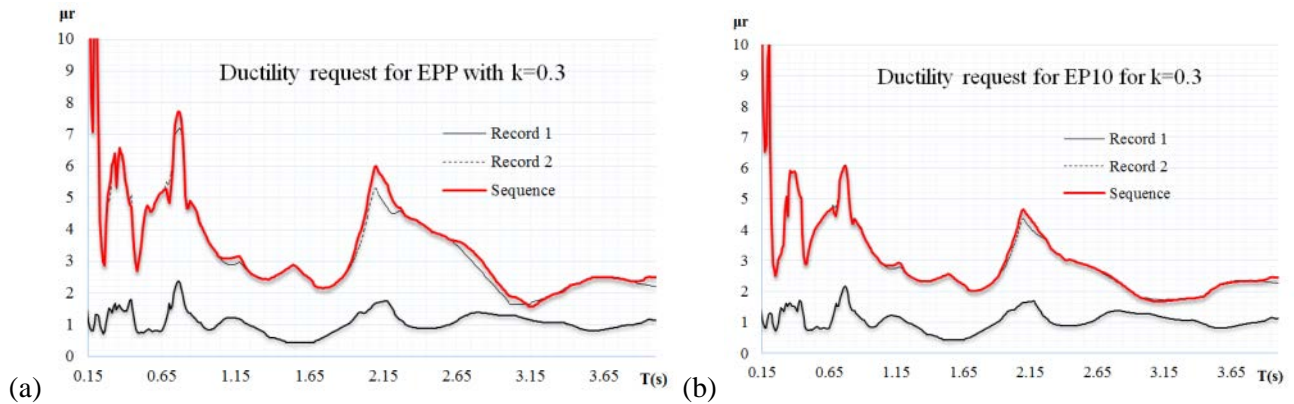 μr
10
9
8
7
6
5
4
3
2
1
0
Ductility request for EPP with k=0.3
Record 1
Record 2
Sequence
0.15 0.65 1.15 1.65 2.15 2.65 3.15 3.65 T(s)
(a)
μr
10
9
8
7
6
5
4
3
2
1
0
Ductility request for EP10 for k=0.3
Record 1
Record 2
Sequence
0.15 0.65 1.15 1.65 2.15 2.65 3.15 3.65 T(s)
(b)